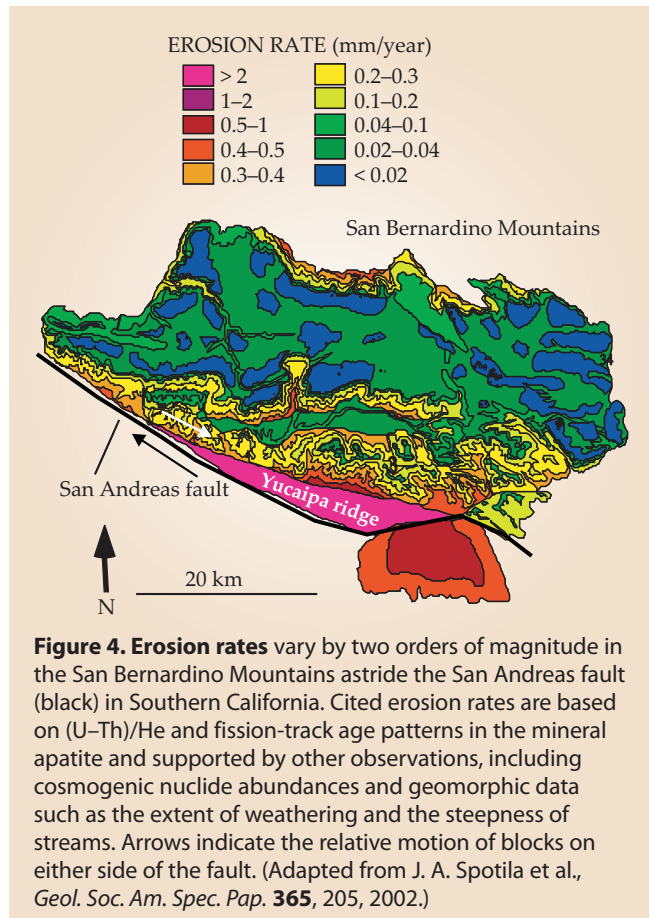 EROSION RATE (mm/year)
> 2
1–2
0.5–1
0.4–0.5
0.3–0.4
0.2–0.3
0.1–0.2
0.04–0.1
0.02–0.04
< 0.02
San Bernardino Mountains
San Andreas fault
Yucaipa ridge
20 km
N
Figure 4. Erosion rates vary by two orders of magnitude in
the San Bernardino Mountains astride the San Andreas fault
(black) in Southern California. Cited erosion rates are based
on (U–Th)/He and fission-track age patterns in the mineral
apatite and supported by other observations, including
cosmogenic nuclide abundances and geomorphic data
such as the extent of weathering and the steepness of
streams. Arrows indicate the relative motion of blocks on
either side of the fault. (Adapted from J. A. Spotila et al.,
Geol. Soc. Am. Spec. Pap. 365, 205, 2002.)